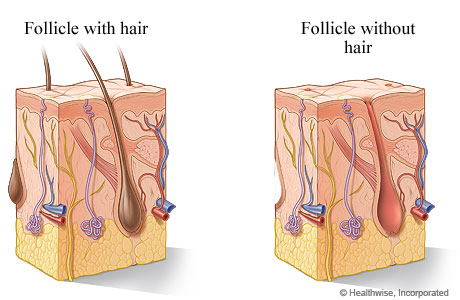 Follicle with hair
Follicle without
hair
© Healthwise, Incorporated